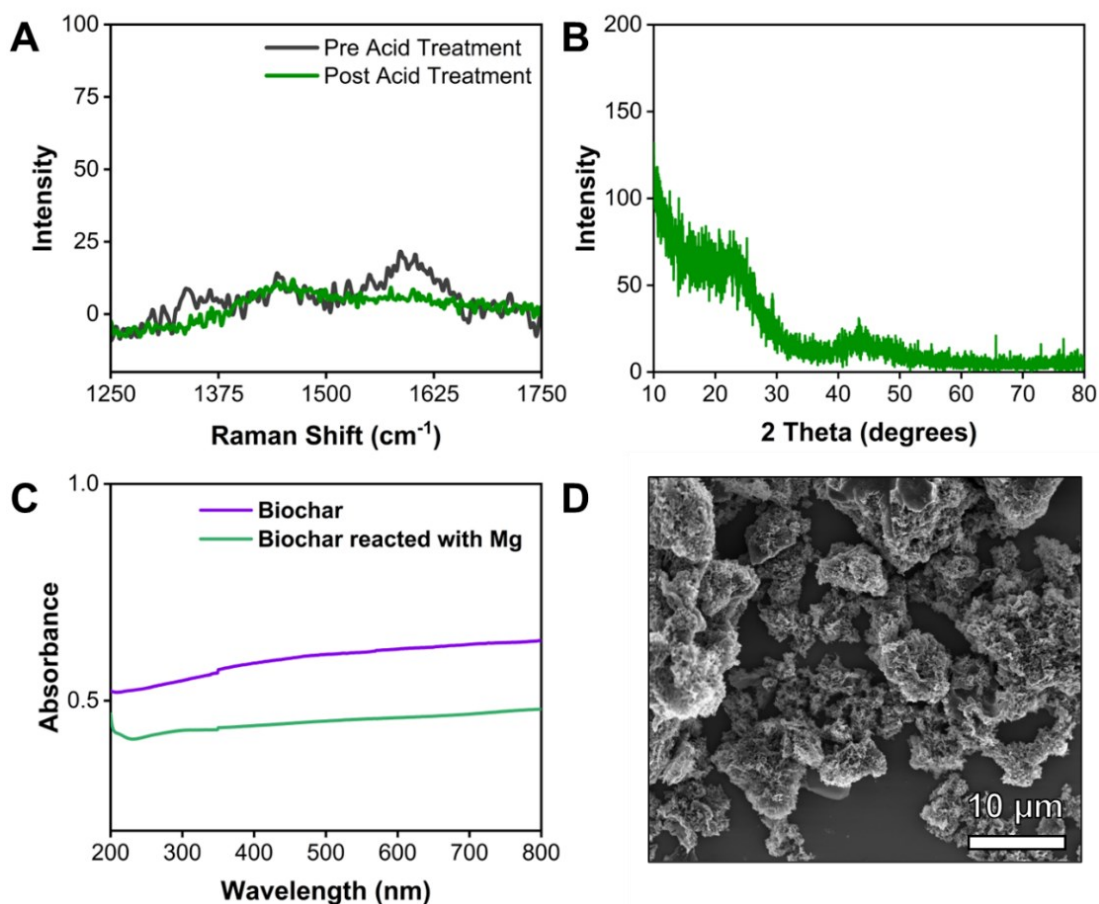 A
100
75
50
25
0
Intensity
Pre Acid Treatment
Post Acid Treatment
1250 1375 1500 1625 1750
Raman Shift (cm⁻¹)
B
200
150
100
50
0
Intensity
10 20 30 40 50 60 70 80
2 Theta (degrees)
C
1.0
0.5
Absorbance
Biochar
Biochar reacted with Mg
200 300 400 500 600 700 800
Wavelength (nm)
D
10 μm